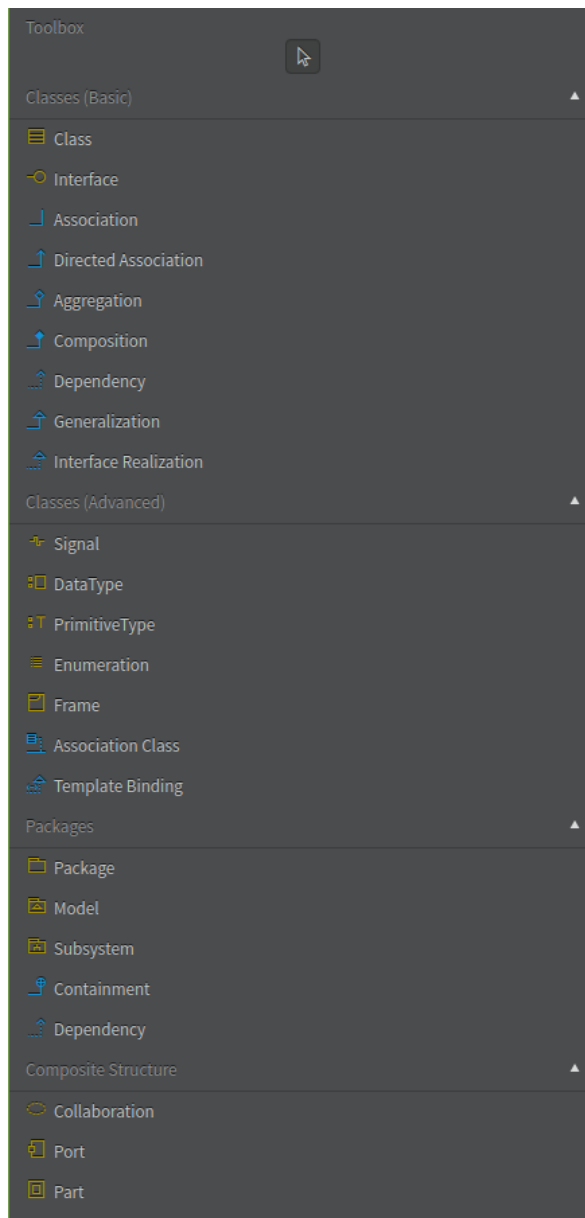 Toolbox
Classes (Basic)
Class
Interface
Association
Directed Association
Aggregation
Composition
Dependency
Generalization
Interface Realization
Classes (Advanced)
Signal
DataType
PrimitiveType
Enumeration
Frame
Association Class
Template Binding
Packages
Package
Model
Subsystem
Containment
Dependency
Composite Structure
Collaboration
Port
Part